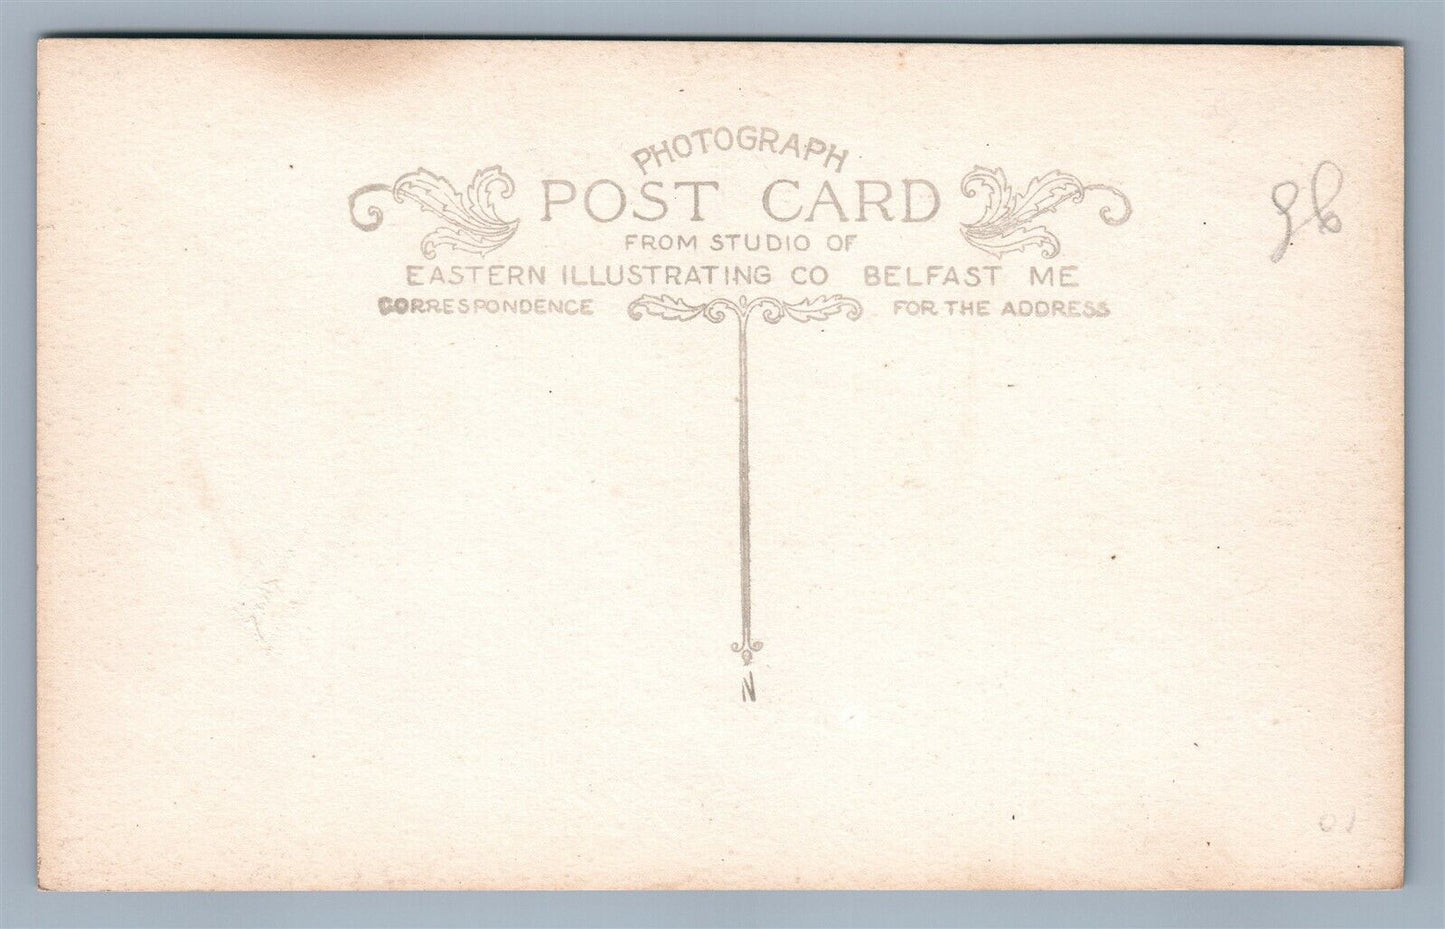 PHOTOGRAPH
POST CARD
FROM STUDIO OF
EASTERN ILLUSTRATING CO BELFAST ME
CORRESPONDENCE FOR THE ADDRESS
N